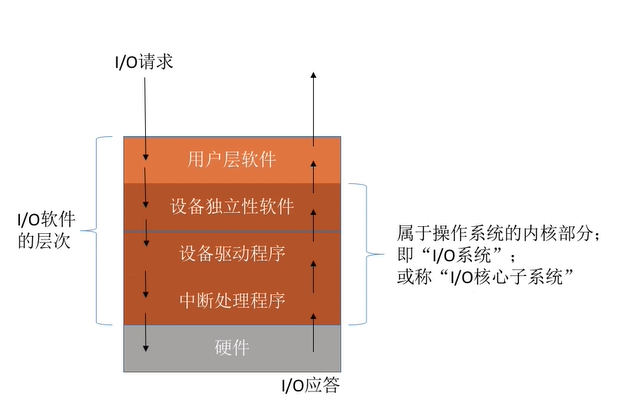 I/O请求
用户层软件
设备独立性软件
设备驱动程序
中断处理程序
硬件
I/O软件
的层次
属于操作系统的内核部分；
即“I/O系统”；
或称“I/O核心子系统”
I/O应答